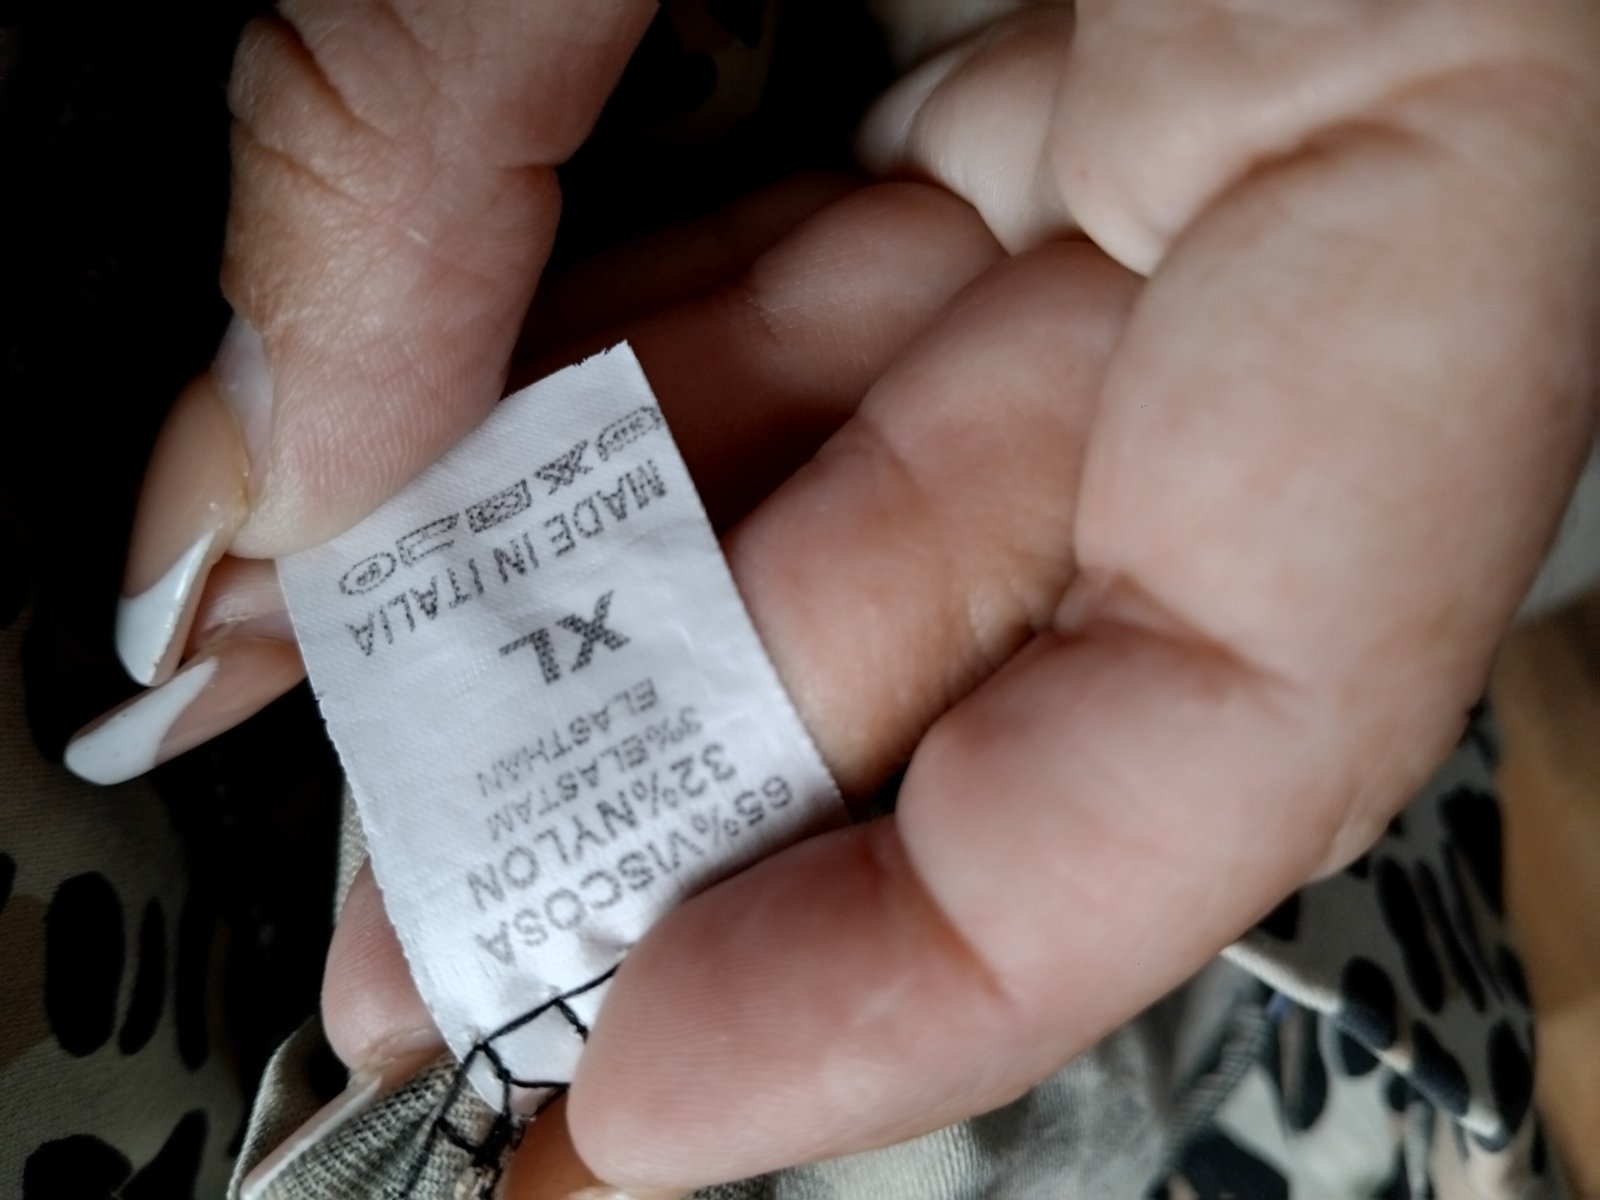 65%VISCOSA
32%NYLON
3%ELASTAM
ELASTHAN
XL
MADE IN ITALIA